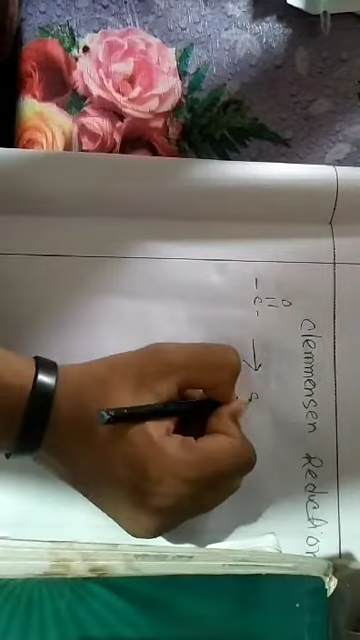 Clemmensen Reduction
O
||
- C - →